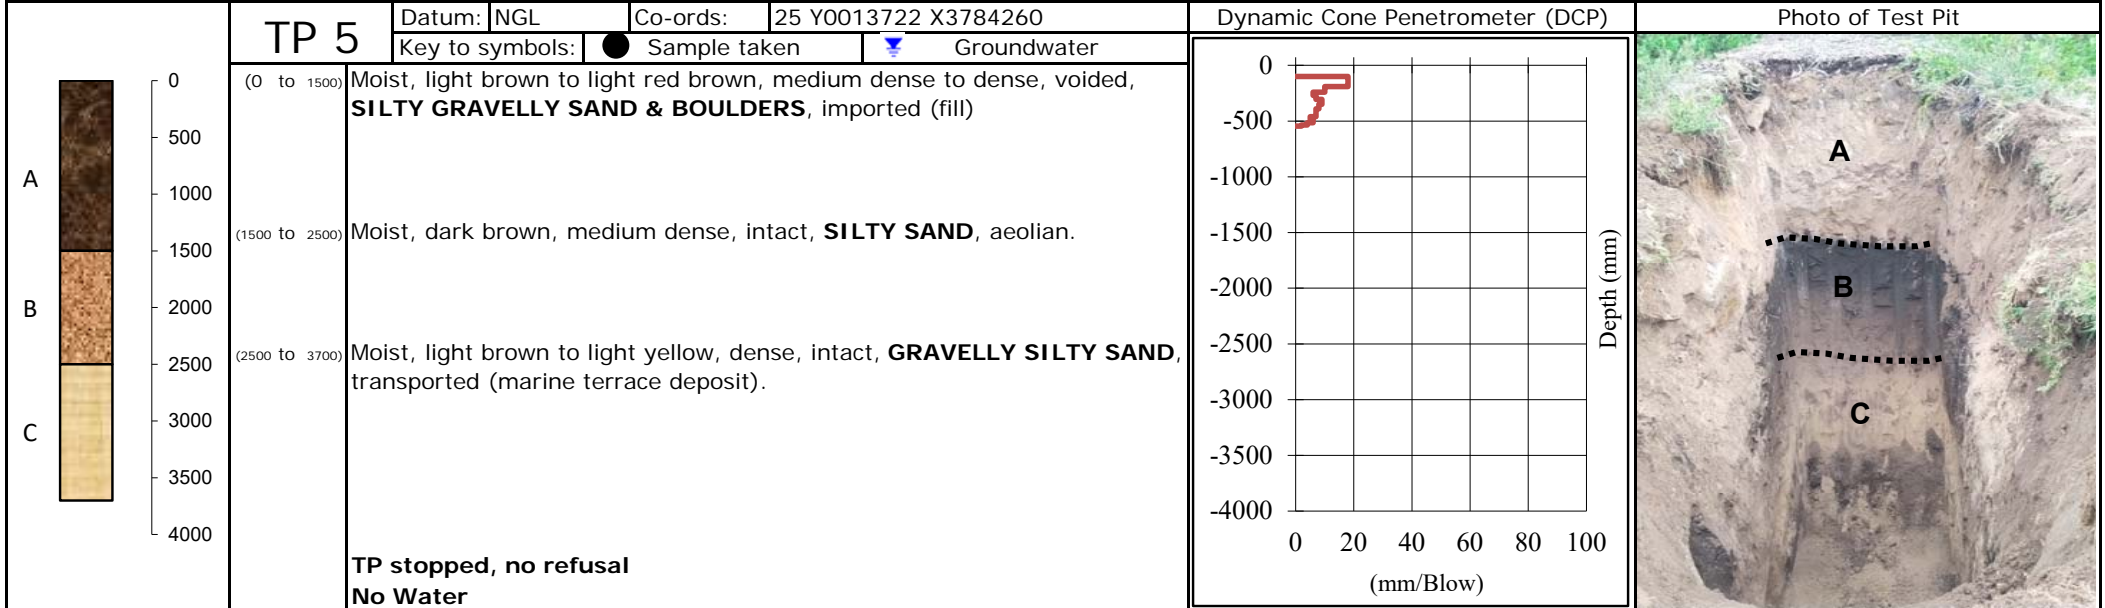 TP 5
Datum: NGL Co-ords: 25 Y0013722 X3784260
Key to symbols: Sample taken Groundwater
Dynamic Cone Penetrometer (DCP)
Photo of Test Pit
A
B
C
0
500
1000
1500
2000
2500
3000
3500
4000
(0 to 1500) Moist, light brown to light red brown, medium dense to dense, voided,
SILTY GRAVELLY SAND & BOULDERS, imported (fill)
(1500 to 2500) Moist, dark brown, medium dense, intact, SILTY SAND, aeolian.
(2500 to 3700) Moist, light brown to light yellow, dense, intact, GRAVELLY SILTY SAND,
transported (marine terrace deposit).
TP stopped, no refusal
No Water
0
-500
-1000
-1500
-2000
-2500
-3000
-3500
-4000
0 20 40 60 80 100
(mm/Blow)
Depth (mm)
A
B
C